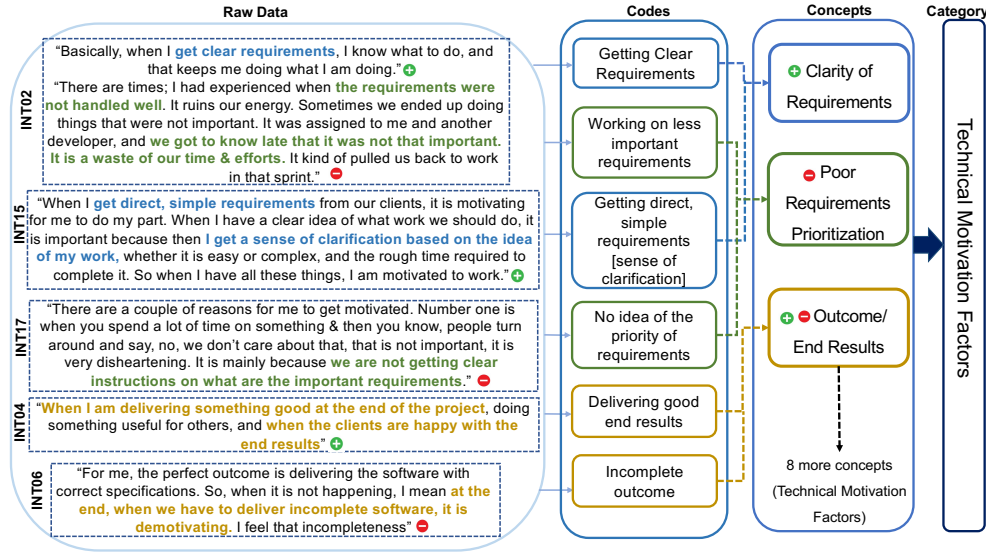 Raw Data
Codes
Concepts
Category
INT02
“Basically, when I get clear requirements, I know what to do, and
that keeps me doing what I am doing.”
“There are times; I had experienced when the requirements were
not handled well. It ruins our energy. Sometimes we ended up doing
things that were not important. It was assigned to me and another
developer, and we got to know late that it was not that important.
It is a waste of our time & efforts. It kind of pulled us back to work
in that sprint.”
INT15
“When I get direct, simple requirements from our clients, it is motivating
for me to do my part. When I have a clear idea of what work we should do, it
is important because then I get a sense of clarification based on the idea
of my work, whether it is easy or complex, and the rough time required to
complete it. So when I have all these things, I am motivated to work.”
INT17
“There are a couple of reasons for me to get motivated. Number one is
when you spend a lot of time on something & then you know, people turn
around and say, no, we don’t care about that, that is not important, it is
very disheartening. It is mainly because we are not getting clear
instructions on what are the important requirements.”
INT04
“When I am delivering something good at the end of the project, doing
something useful for others, and when the clients are happy with the
end results”
INT06
“For me, the perfect outcome is delivering the software with
correct specifications. So, when it is not happening, I mean at the
end, when we have to deliver incomplete software, it is
demotivating. I feel that incompleteness”
Getting Clear
Requirements
Working on less
important
requirements
Getting direct,
simple
requirements
[sense of
clarification]
No idea of the
priority of
requirements
Delivering good
end results
Incomplete
outcome
Clarity of
Requirements
Poor
Requirements
Prioritization
Outcome/
End Results
8 more concepts
(Technical Motivation
Factors)
Technical Motivation Factors